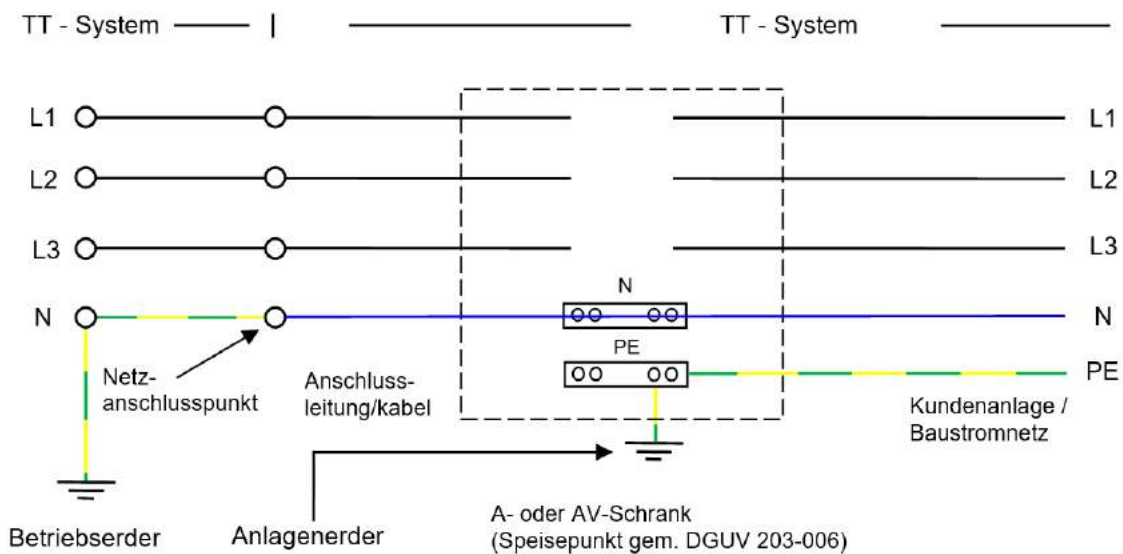 TT - System
TT - System
L1
L1
L2
L2
L3
L3
N
N
N
PE
PE
Netz-
anschlusspunkt
Anschluss-
leitung/kabel
Kundenanlage /
Baustromnetz
Betriebserder
Anlagenerder
A- oder AV-Schrank
(Speisepunkt gem. DGUV 203-006)